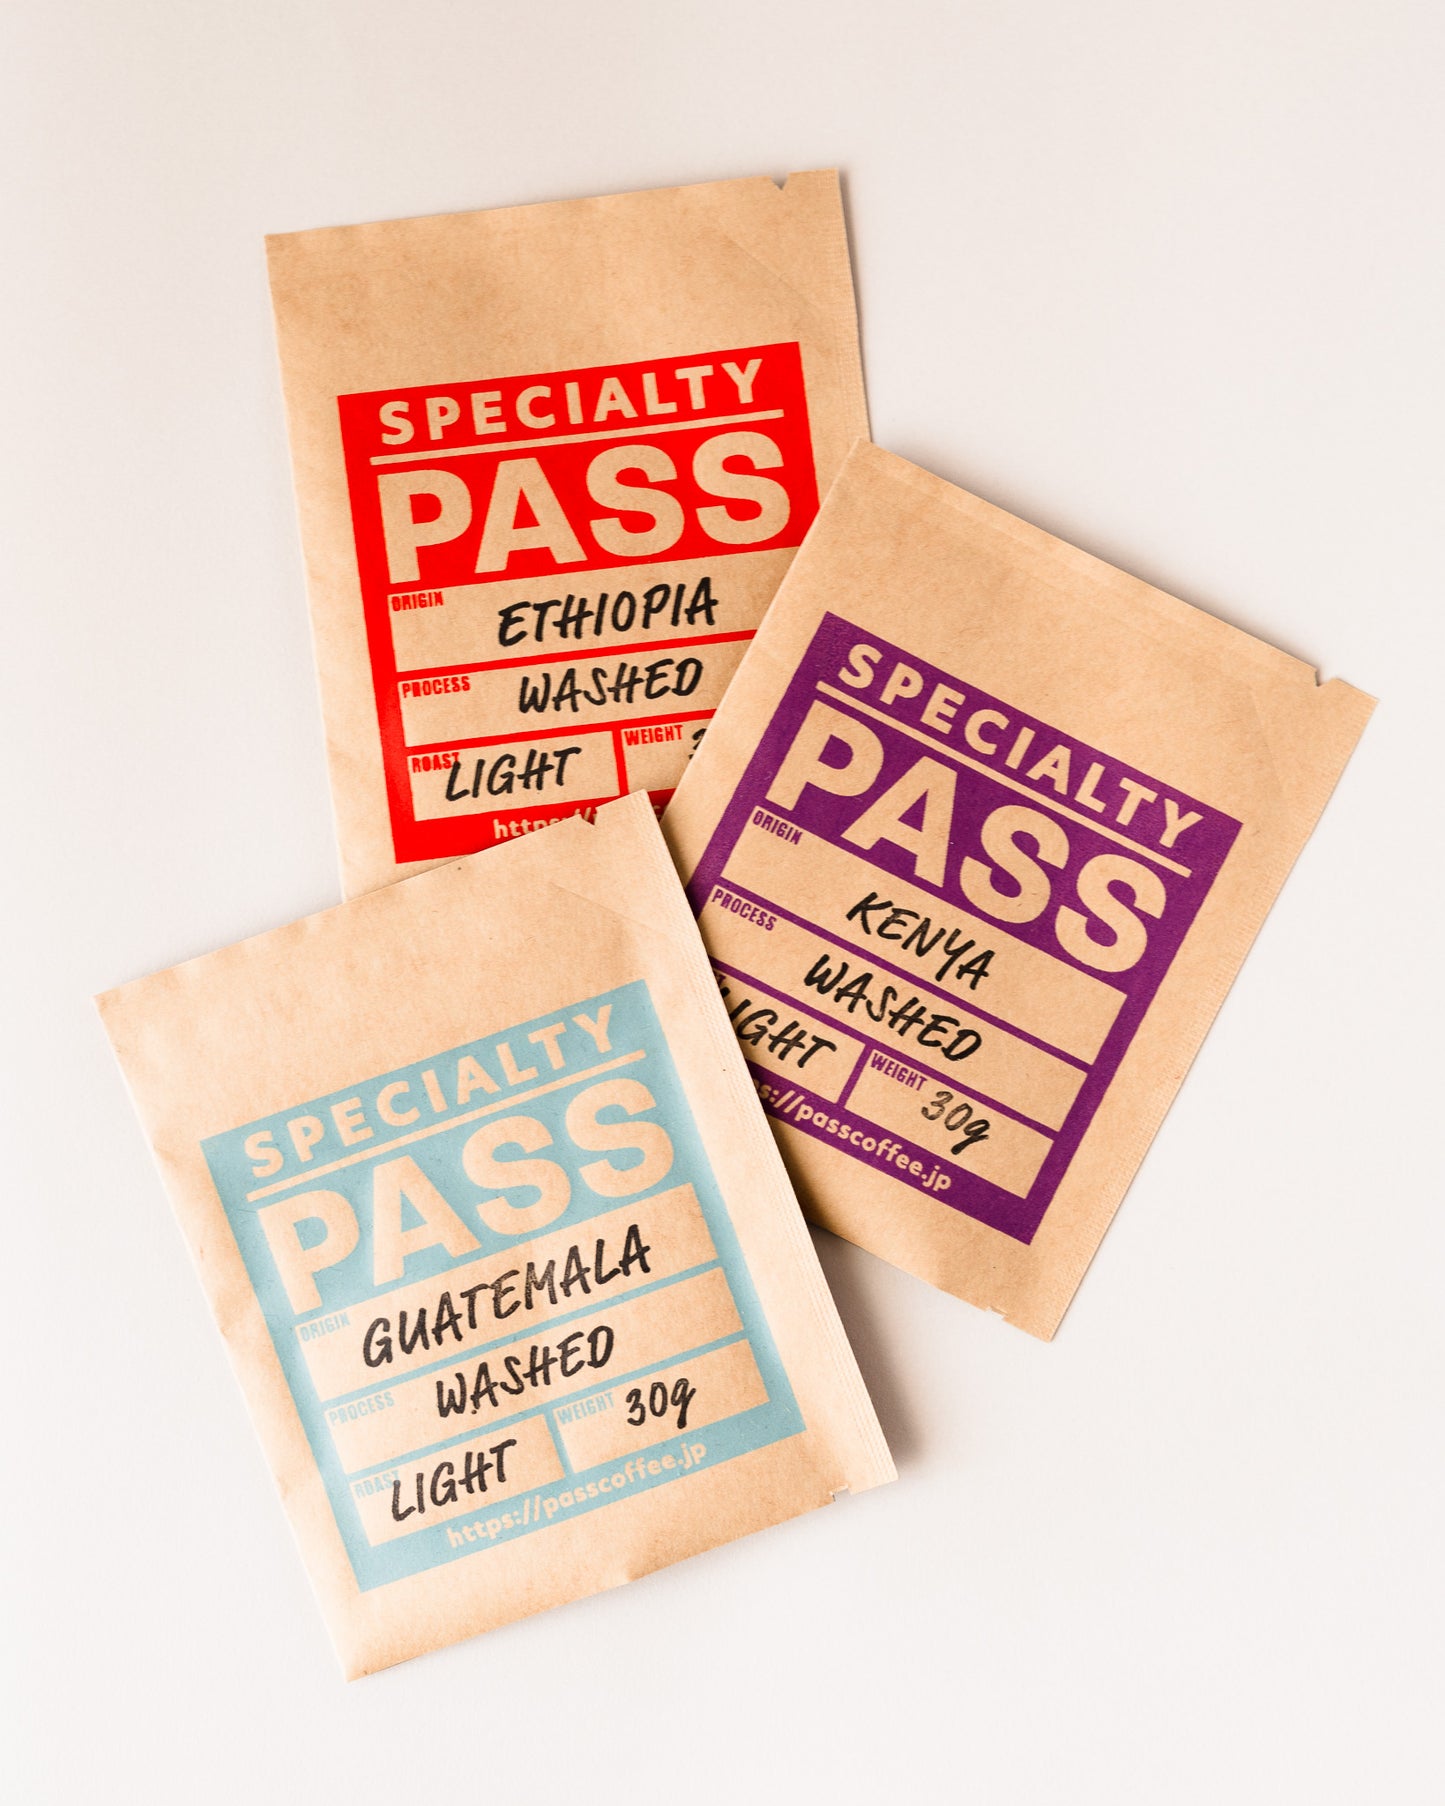 SPECIALTY
PASS
ORIGIN ETHIOPIA
PROCESS WASHED
ROAST LIGHT WEIGHT
SPECIALTY
PASS
ORIGIN KENYA
PROCESS WASHED
LIGHT WEIGHT 30g
://passcoffee.jp
SPECIALTY
PASS
ORIGIN GUATEMALA
PROCESS WASHED
ROAST LIGHT WEIGHT 30g
https://passcoffee.jp